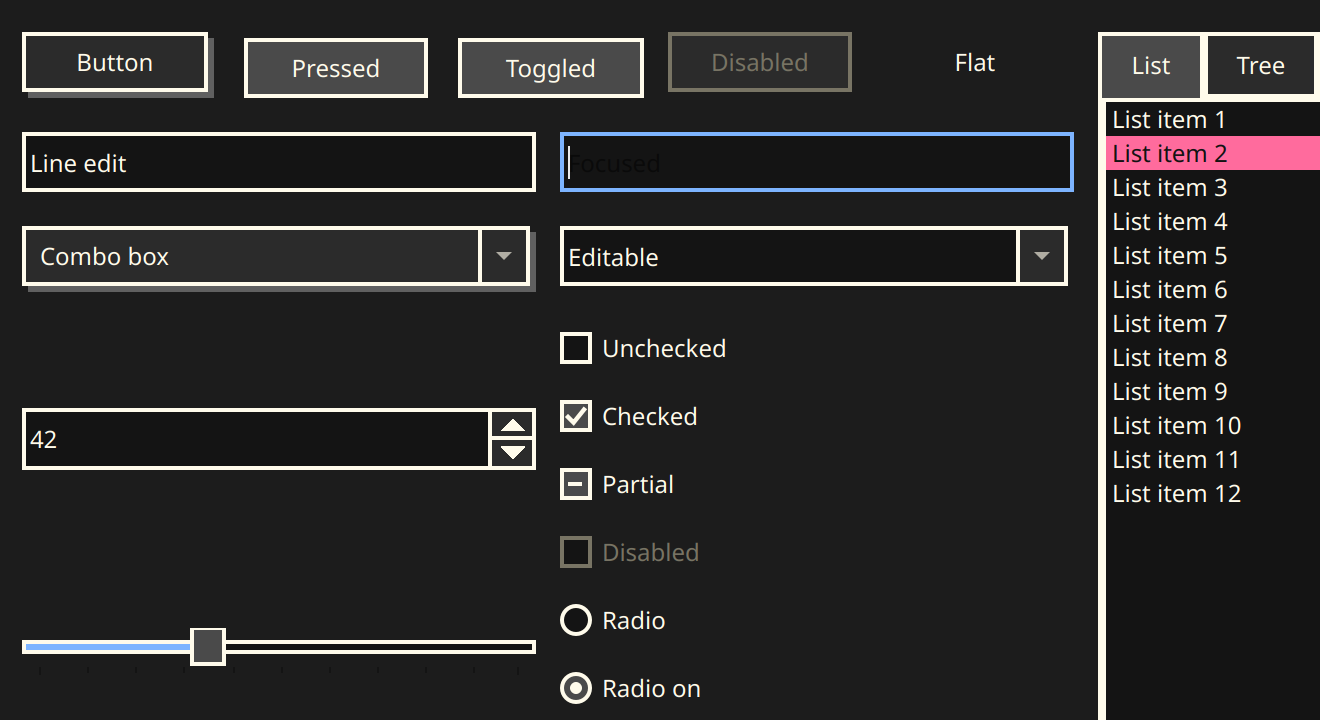 Button
Pressed
Toggled
Disabled
Flat
List
Tree
Line edit
Focused
Combo box
Editable
42
Unchecked
Checked
Partial
Disabled
Radio
Radio on
List item 1
List item 2
List item 3
List item 4
List item 5
List item 6
List item 7
List item 8
List item 9
List item 10
List item 11
List item 12